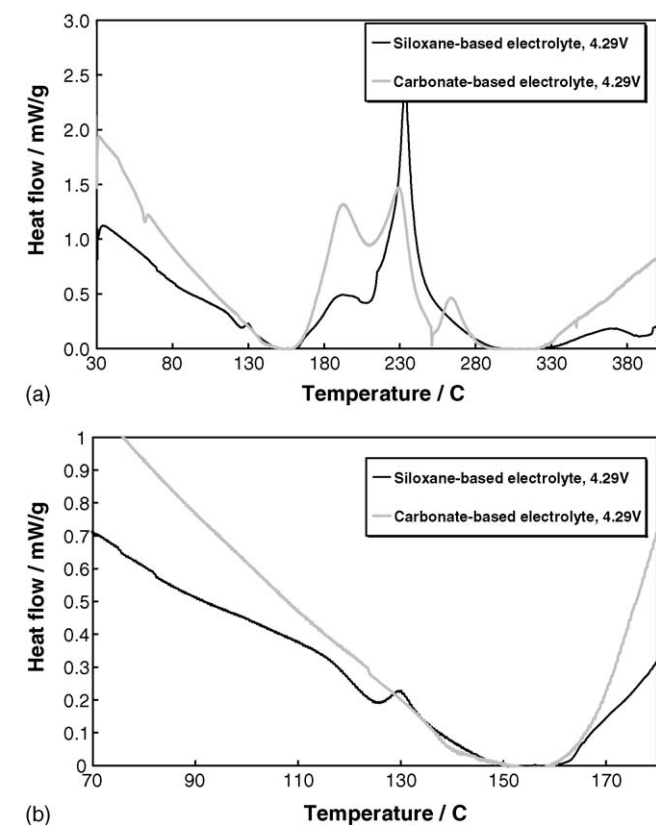 3.0
Siloxane-based electrolyte, 4.29V
2.5
Carbonate-based electrolyte, 4.29V
2.0
1.5
1.0
0.5
0.0
Heat flow / mW/g
30 80 130 180 230 280 330 380
Temperature / C
(a)
1
0.9
Siloxane-based electrolyte, 4.29V
0.8
Carbonate-based electrolyte, 4.29V
0.7
0.6
0.5
0.4
0.3
0.2
0.1
0
Heat flow / mW/g
70 90 110 130 150 170
Temperature / C
(b)